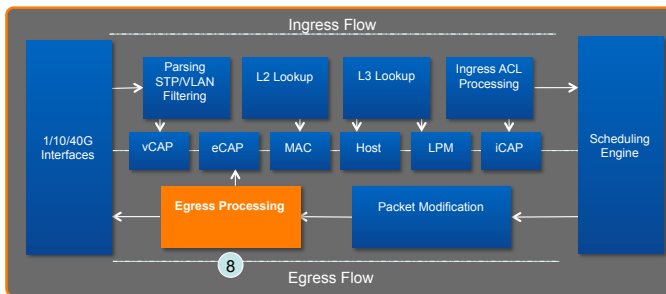 Ingress Flow
1/10/40G
Interfaces
Parsing
STP/VLAN
Filtering
L2 Lookup
L3 Lookup
Ingress ACL
Processing
Scheduling
Engine
vCAP
eCAP
MAC
Host
LPM
iCAP
Egress Processing
Packet Modification
8
Egress Flow